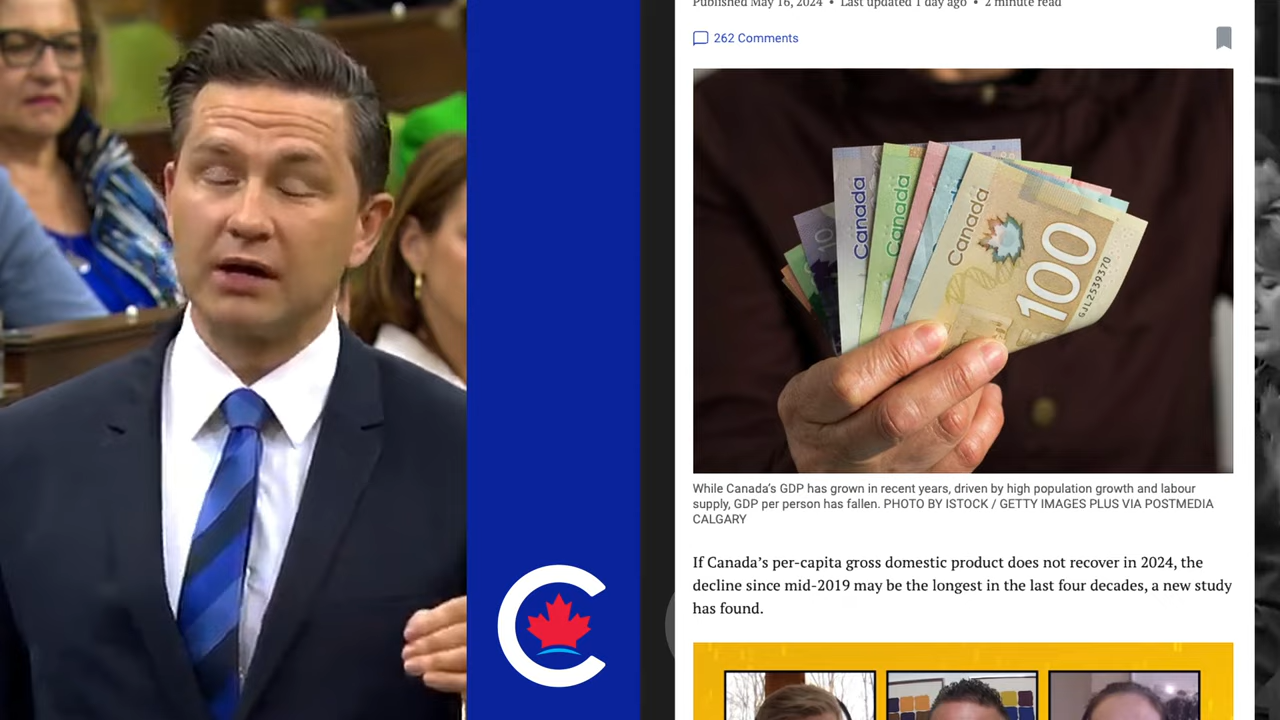 Published May 16, 2024 • Last updated 1 day ago • 2 minute read
262 Comments
Canada
Canada
Canada
10
100
GJL2539370
While Canada's GDP has grown in recent years, driven by high population growth and labour
supply, GDP per person has fallen. PHOTO BY ISTOCK / GETTY IMAGES PLUS VIA POSTMEDIA
CALGARY
If Canada’s per-capita gross domestic product does not recover in 2024, the
decline since mid-2019 may be the longest in the last four decades, a new study
has found.